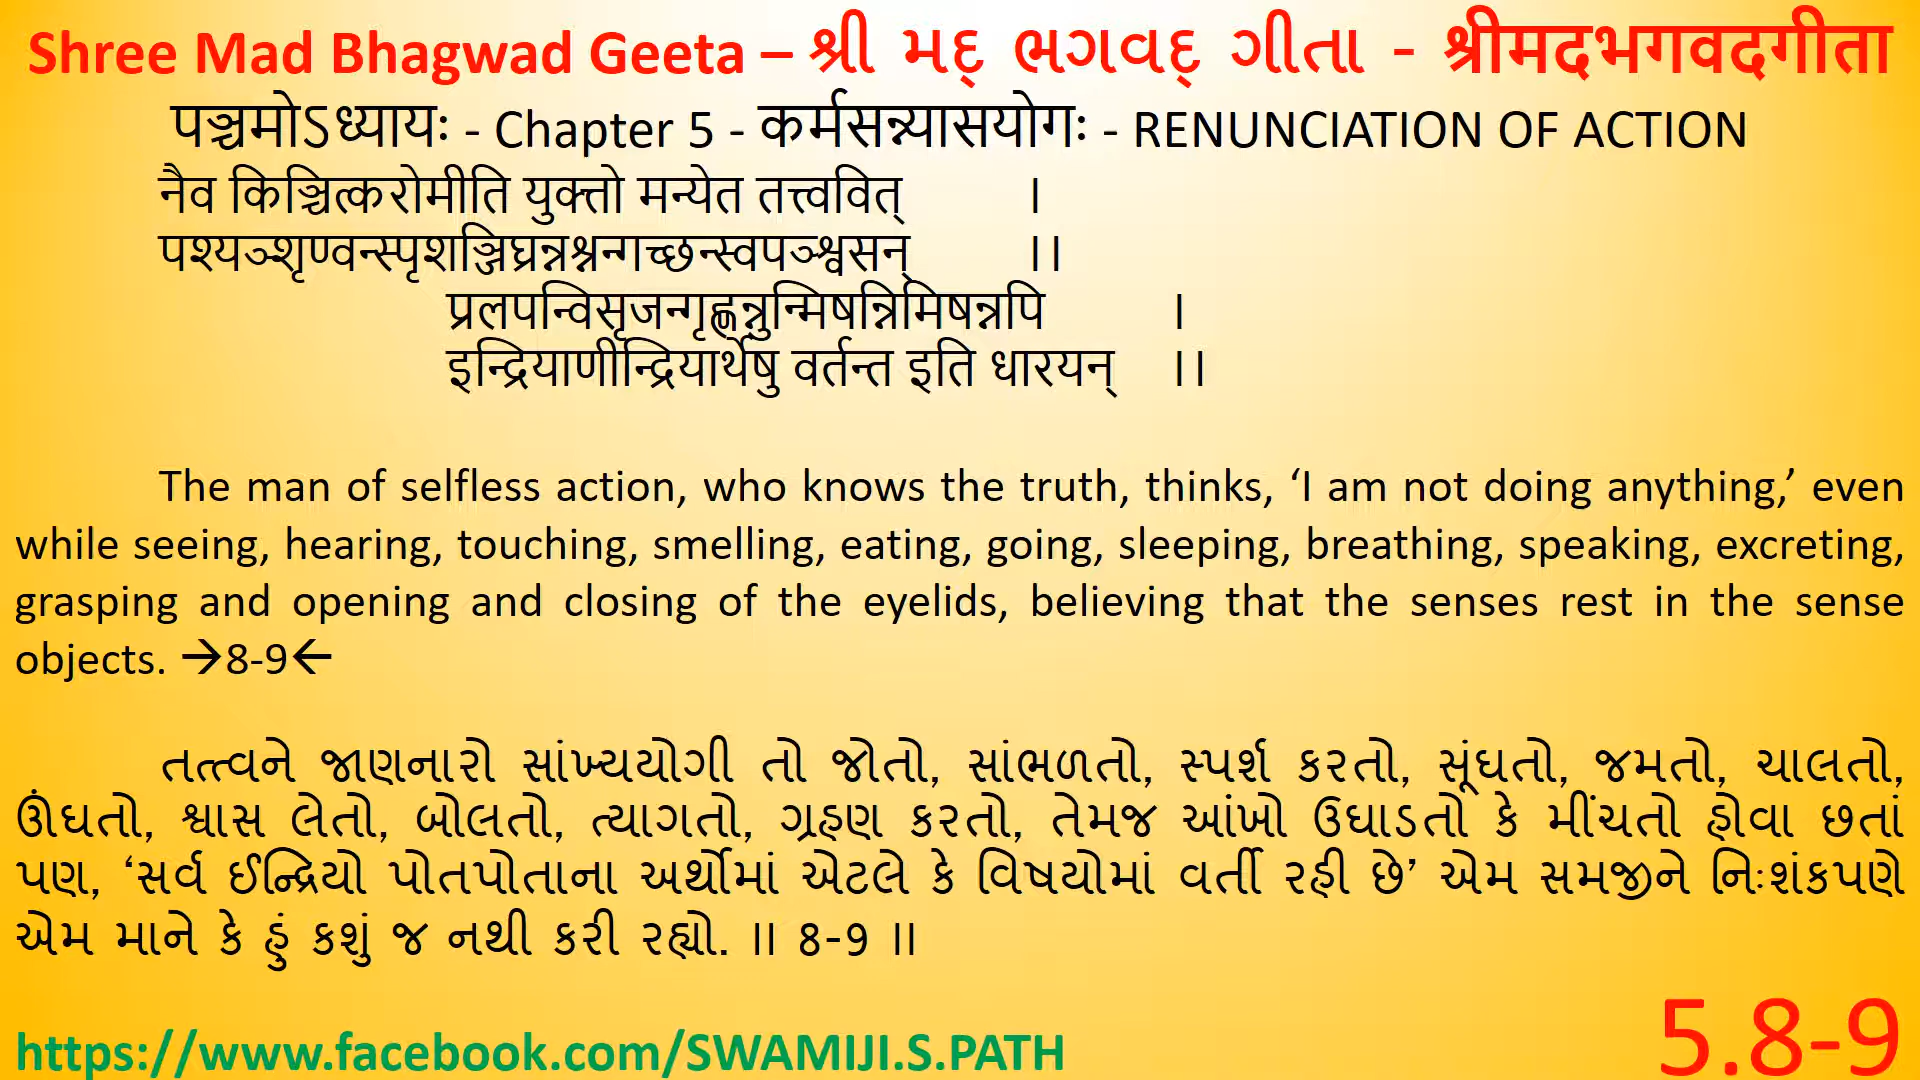 Shree Mad Bhagwad Geeta – શ્રી મદ્ ભગવદ્ ગીતા - श्रीमदभगवदगीता
पञ्चमोऽध्यायः - Chapter 5 - कर्मसन्न्यासयोगः - RENUNCIATION OF ACTION
नैव किञ्चित्करोमीति युक्तो मन्येत तत्त्ववित् ।
पश्यञ्शृण्वन्स्पृशञ्जिघ्रन्नश्नन्गच्छन्स्वपञ्श्वसन् ।।
प्रलपन्विसृजन्गृह्णन्नुन्मिषन्निमिषन्नपि ।
इन्द्रियाणीन्द्रियार्थेषु वर्तन्त इति धारयन् ।।
The man of selfless action, who knows the truth, thinks, ‘I am not doing anything,’ even
while seeing, hearing, touching, smelling, eating, going, sleeping, breathing, speaking, excreting,
grasping and opening and closing of the eyelids, believing that the senses rest in the sense
objects. →8-9←
તત્ત્વને જાણનારો સાંખ્યયોગી તો જોતો, સાંભળતો, સ્પર્શ કરતો, સૂંઘતો, જમતો, ચાલતો,
ઊંઘતો, શ્વાસ લેતો, બોલતો, ત્યાગતો, ગ્રહણ કરતો, તેમજ આંખો ઉઘાડતો કે મીંચતો હોવા છતાં
પણ, ‘સર્વ ઈન્દ્રિયો પોતપોતાના અર્થોમાં એટલે કે વિષયોમાં વર્તી રહી છે’ એમ સમજીને નિઃશંકપણે
એમ માને કે હું કશું જ નથી કરી રહ્યો. ॥ 8-9 ॥
https://www.facebook.com/SWAMIJI.S.PATH
5.8-9